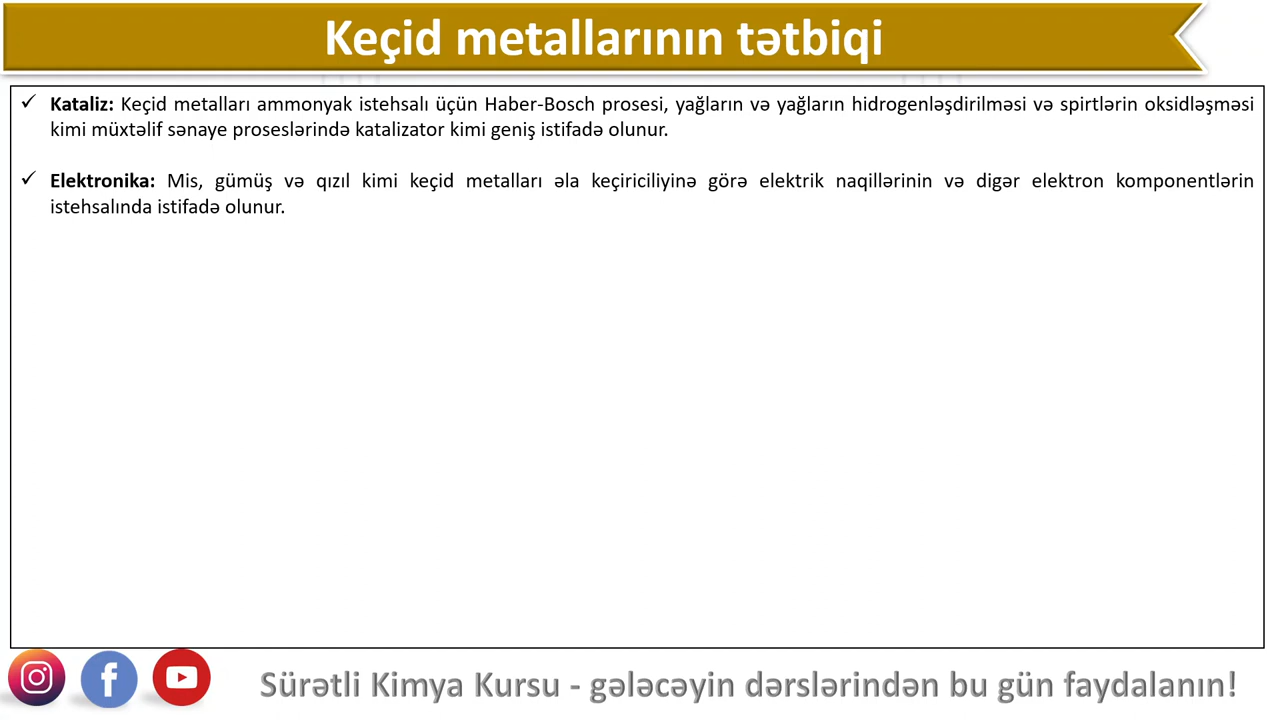 Keçid metallarının tətbiqi
✓ Kataliz: Keçid metalları ammonyak istehsalı üçün Haber-Bosch prosesi, yağların və yağların hidrogenləşdirilməsi və spirtlərin oksidləşməsi
kimi müxtəlif sənaye proseslərində katalizator kimi geniş istifadə olunur.
✓ Elektronika: Mis, gümüş və qızıl kimi keçid metalları əla keçiriciliyinə görə elektrik naqillərinin və digər elektron komponentlərin
istehsalında istifadə olunur.
Sürətli Kimya Kursu - gələcəyin dərslərindən bu gün faydalanın!